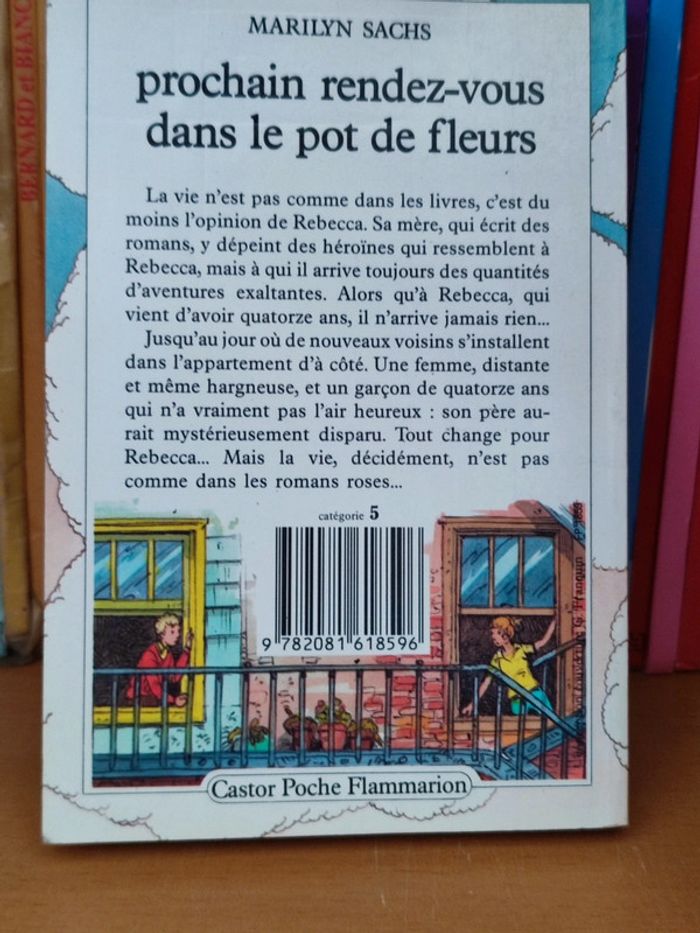 BERNARD et BIANC
MARILYN SACHS
prochain rendez-vous
dans le pot de fleurs
La vie n'est pas comme dans les livres, c'est du
moins l'opinion de Rebecca. Sa mère, qui écrit des
romans, y dépeint des héroïnes qui ressemblent à
Rebecca, mais à qui il arrive toujours des quantités
d'aventures exaltantes. Alors qu'à Rebecca, qui
vient d'avoir quatorze ans, il n'arrive jamais rien...
Jusqu'au jour où de nouveaux voisins s'installent
dans l'appartement d'à côté. Une femme, distante
et même hargneuse, et un garçon de quatorze ans
qui n'a vraiment pas l'air heureux : son père au-
rait mystérieusement disparu. Tout change pour
Rebecca... Mais la vie, décidément, n'est pas
comme dans les romans roses...
catégorie 5
9 782081 618596
G. Franquin
Castor Poche Flammarion